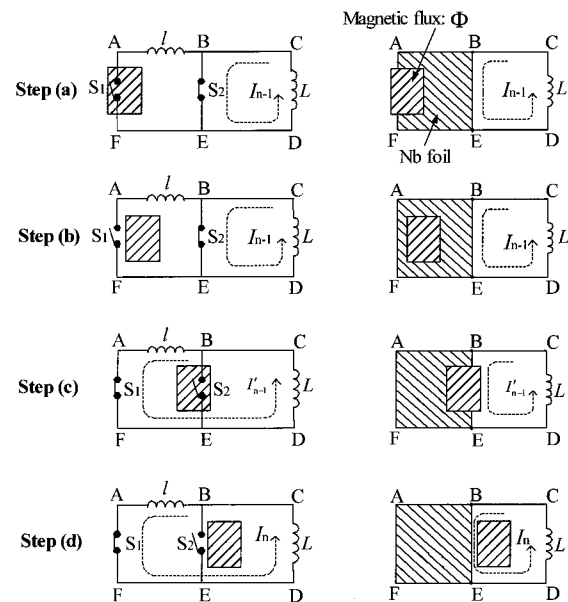 Magnetic flux: Φ
A l B C A B C
Step (a) S1 S2 In-1 L In-1 L
F E D F E D
Nb foil
A l B C A B C
Step (b) S1 S2 In-1 L In-1 L
F E D F E D
A l B C A B C
Step (c) S1 S2 I'n-1 L I'n-1 L
F E D F E D
A l B C A B C
Step (d) S1 S2 In L In L
F E D F E D